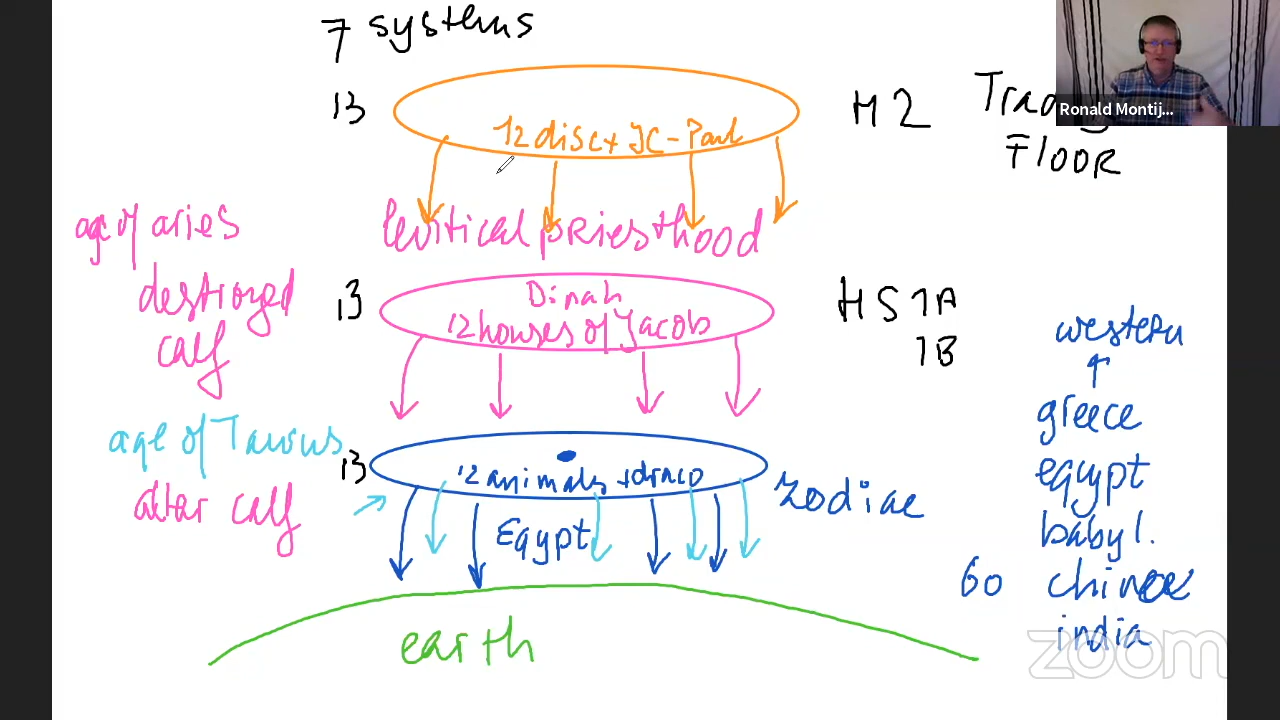 7 systems
13
12 disc + JC - Paul
H2
FLOOR
Ronald Montij...
age of aries
levitical priesthood
destroyed
calf
13
Dinah
12 houses of Jacob
HS 1A
1B
western
greece
egypt
babyl.
60 chinese
india
age of Taurus
alter calf
13
12 animals + draco
zodiac
Egypt
earth
zoom